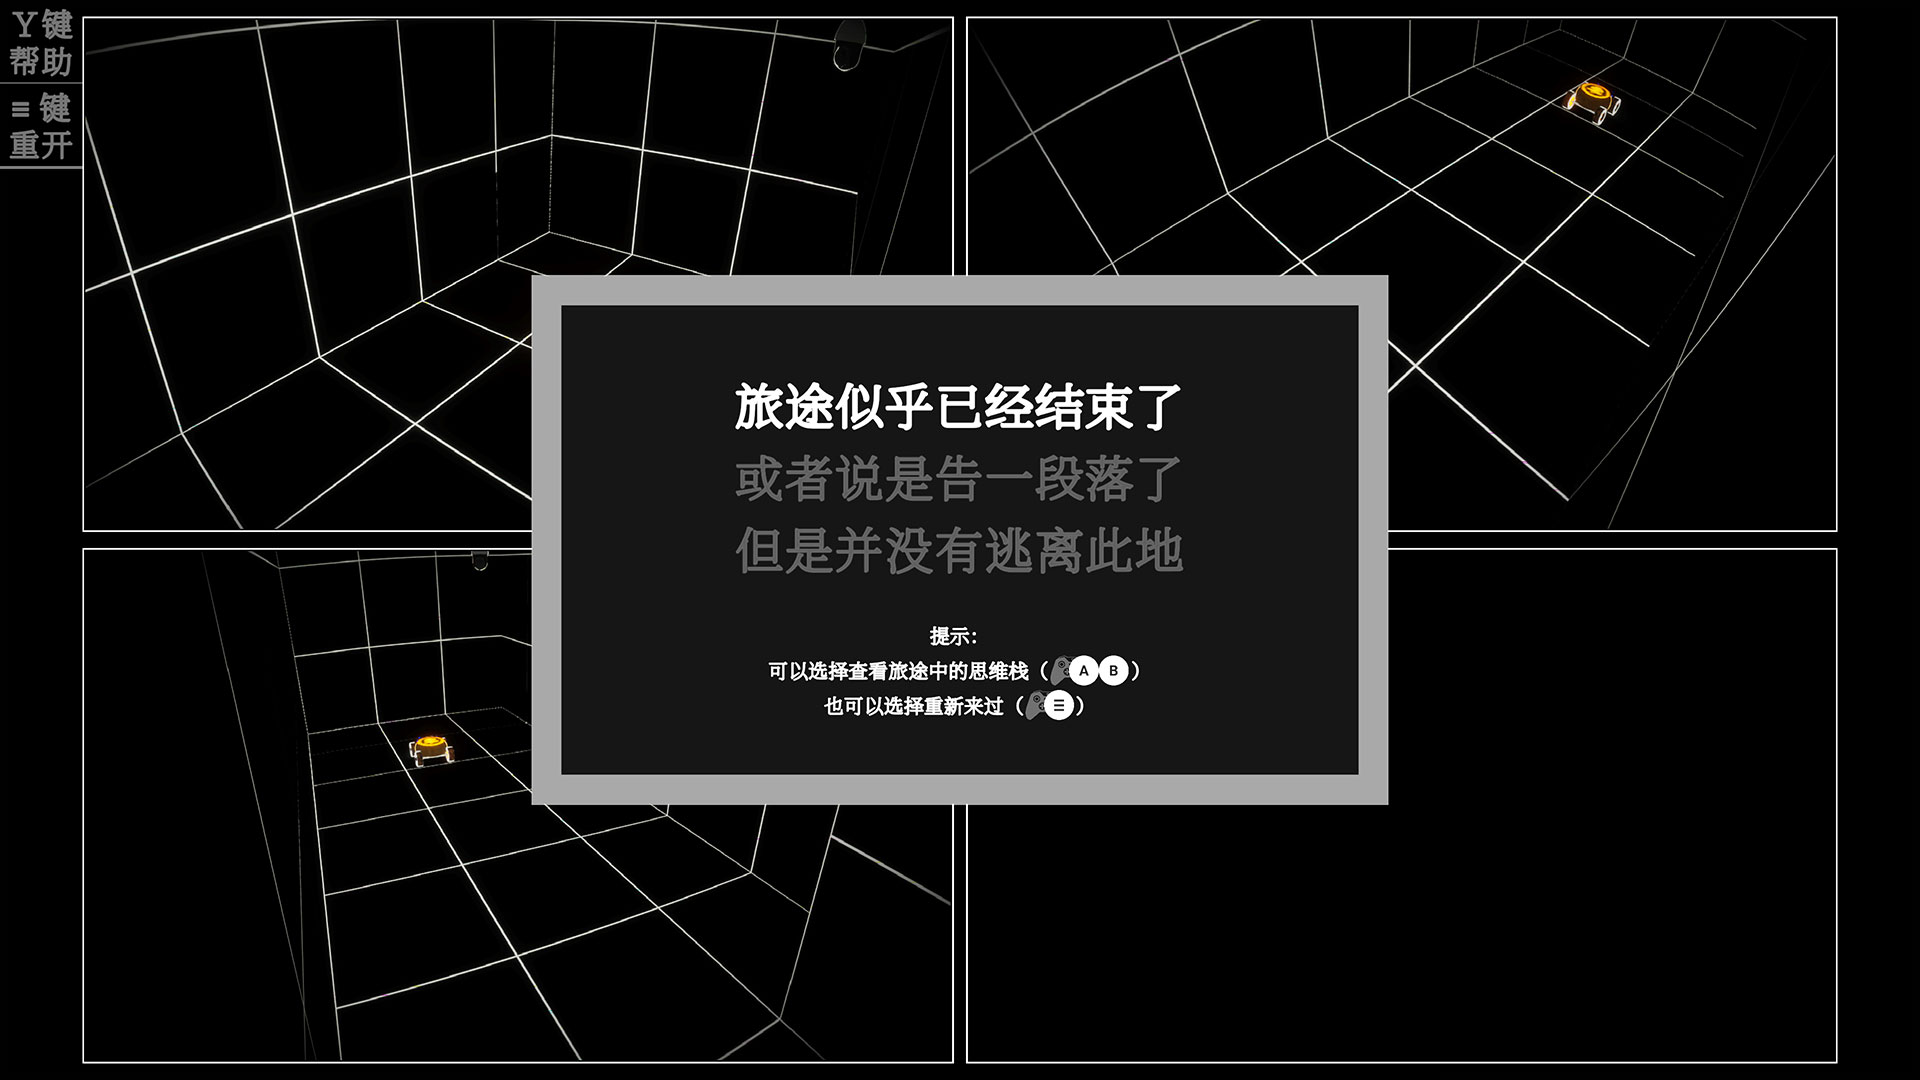 Y键
帮助
≡ 键
重开
旅途似乎已经结束了
或者说是告一段落了
但是并没有逃离此地
提示:
可以选择查看旅途中的思维栈（A B）
也可以选择重新来过（≡）